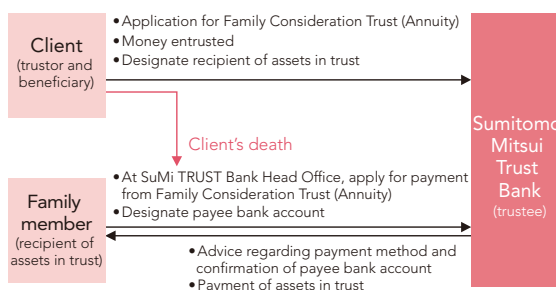 Client
(trustor and
beneficiary)
•Application for Family Consideration Trust (Annuity)
•Money entrusted
•Designate recipient of assets in trust
Client's death
Sumitomo
Mitsui
Trust
Bank
(trustee)
•At SuMi TRUST Bank Head Office, apply for payment
from Family Consideration Trust (Annuity)
•Designate payee bank account
Family
member
(recipient of
assets in trust)
•Advice regarding payment method and
confirmation of payee bank account
•Payment of assets in trust